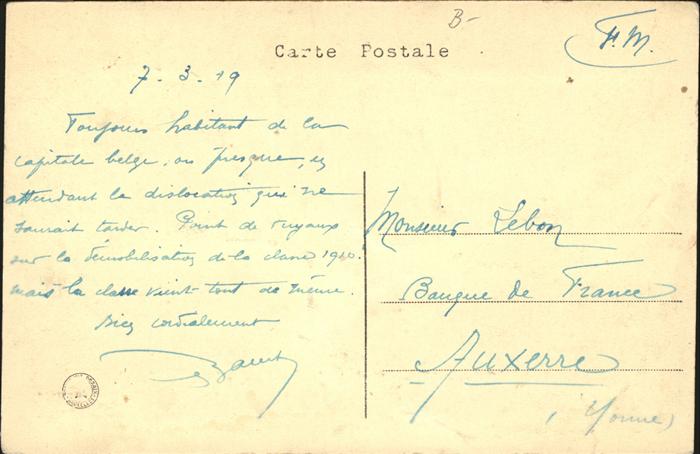 B-
F.M.
Carte Postale
7-3-19
Toujours habitant de la
capitale belge, ou presque, en
attendant la dislocation qui ne
saurait tarder. Point de tuyaux
sur la démobilisation de la classe 1910.
mais la classe vient tout de même.
Bien cordialement
Monsieur Lebon
Banque de France
Auxerre
(Yonne)